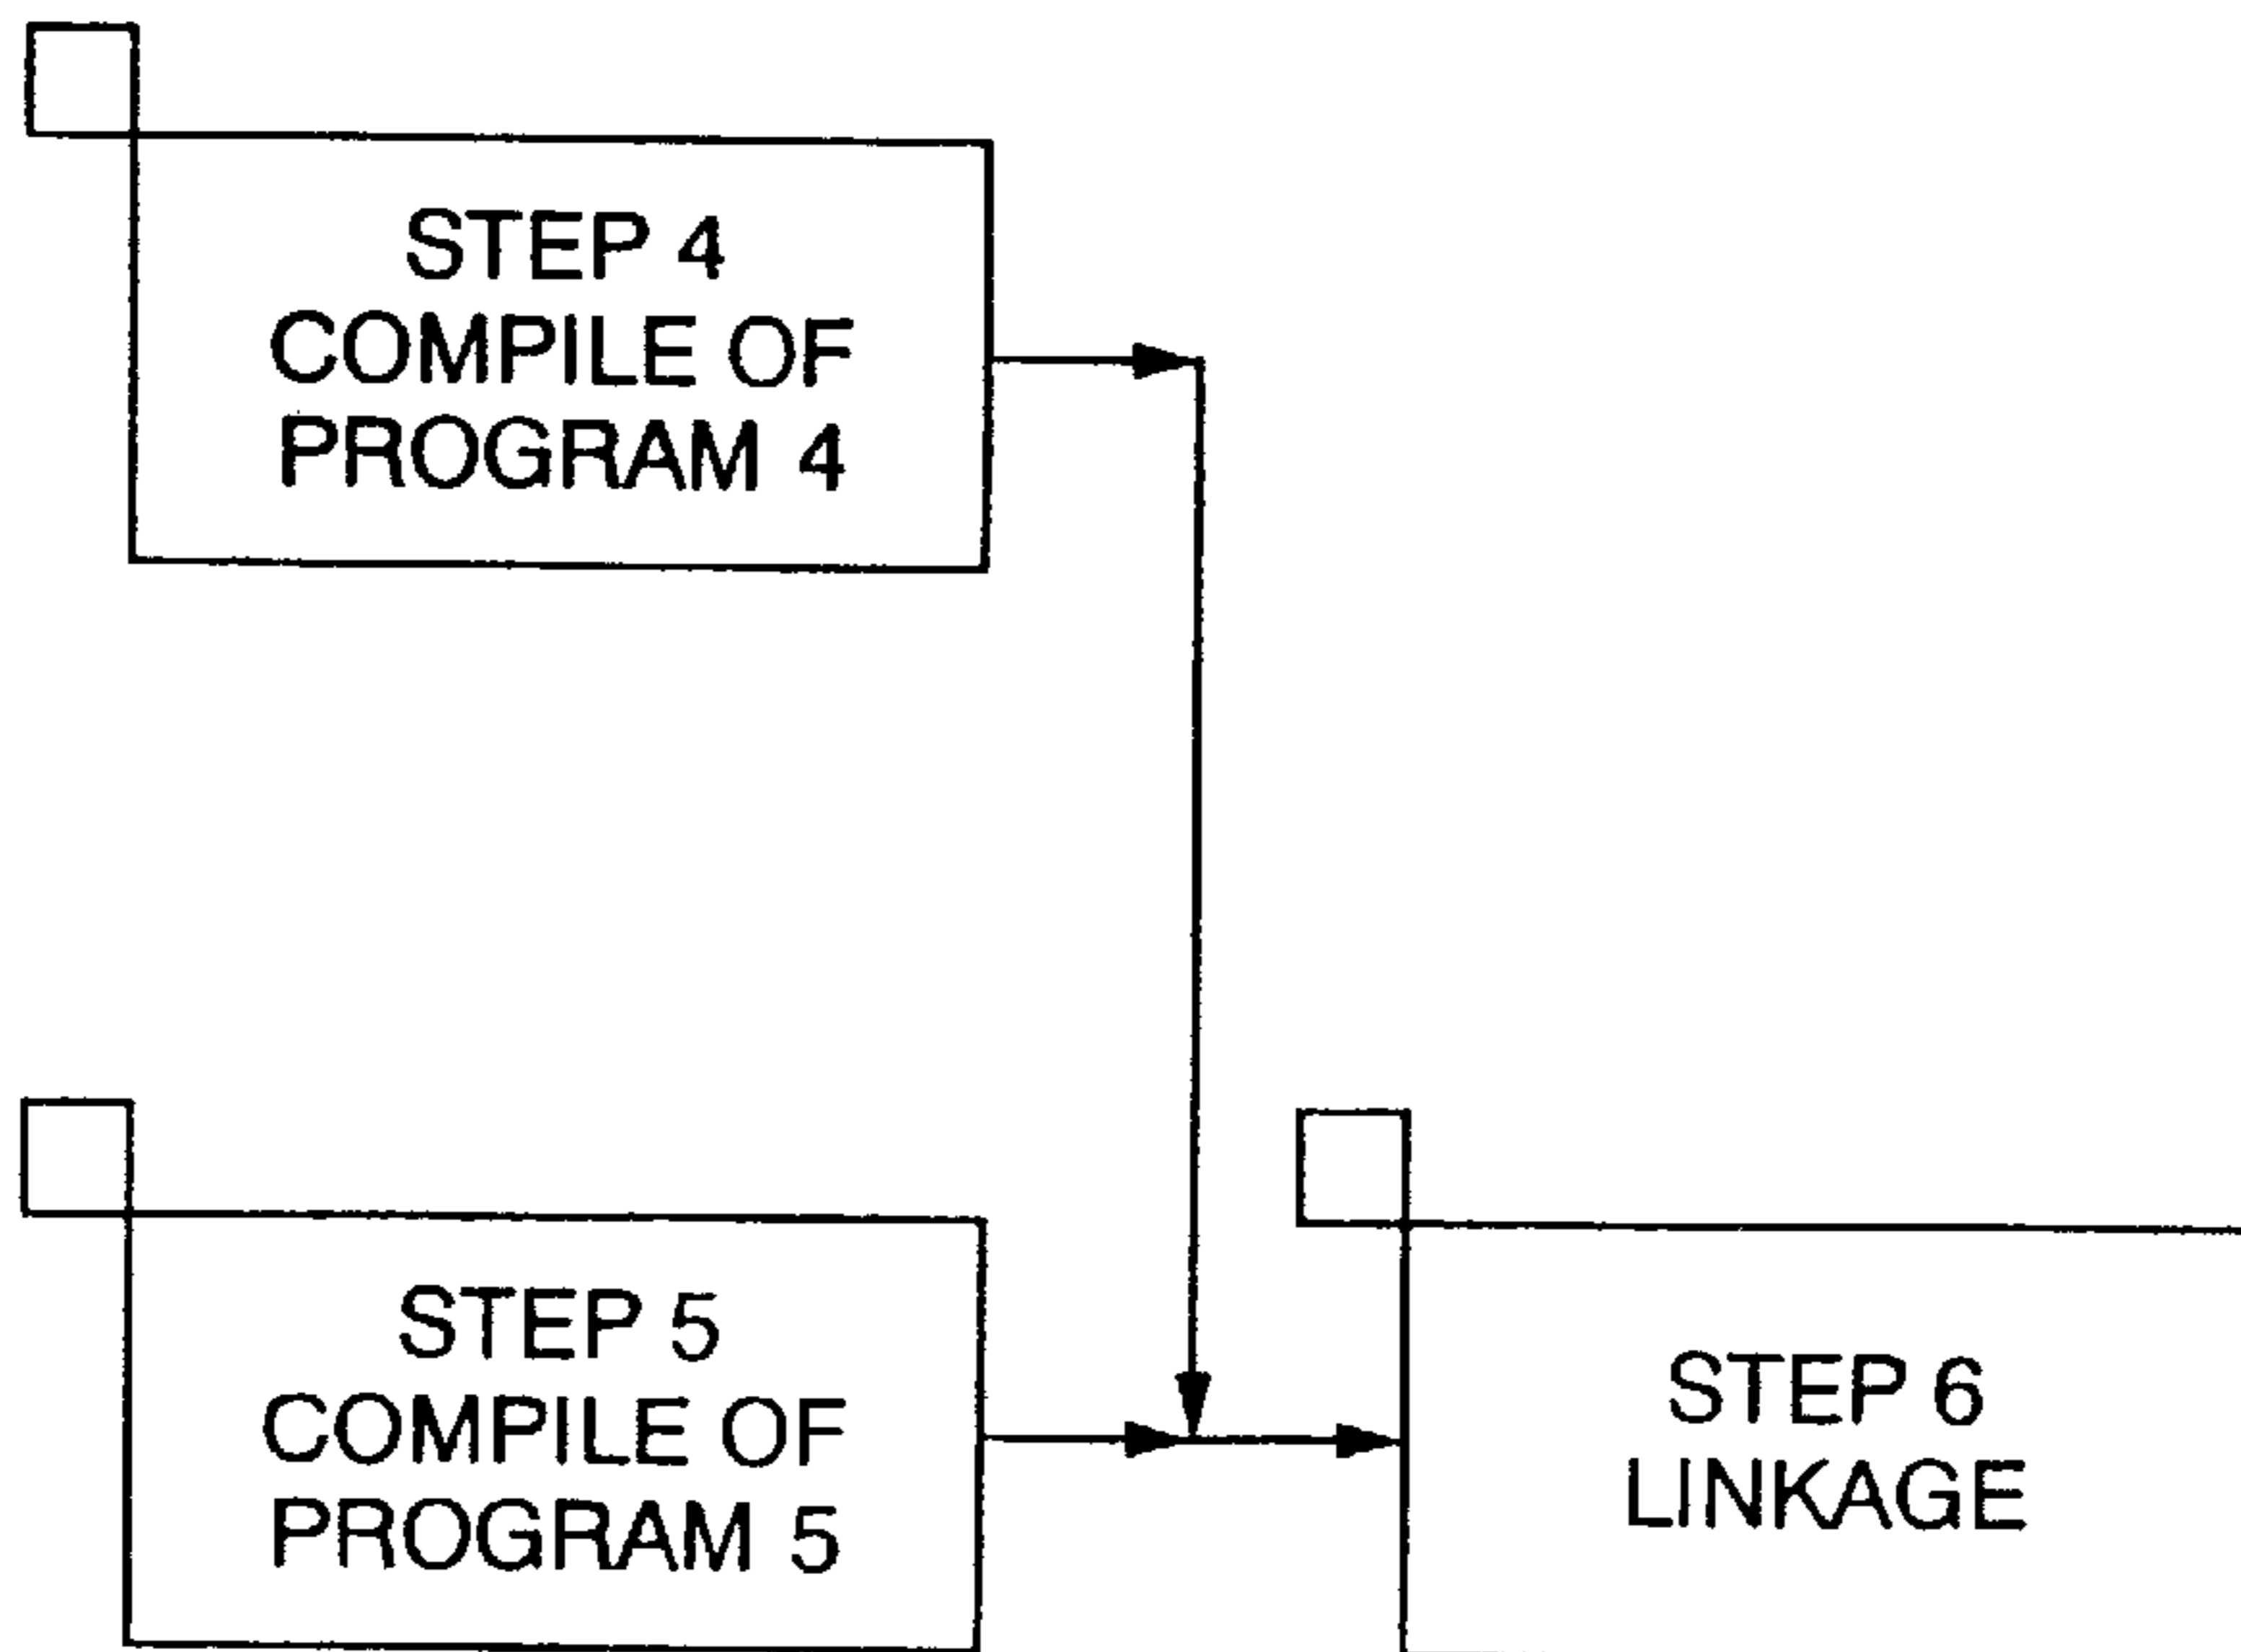 STEP 4
COMPILE OF
PROGRAM 4
STEP 5
COMPILE OF
PROGRAM 5
STEP 6
LINKAGE